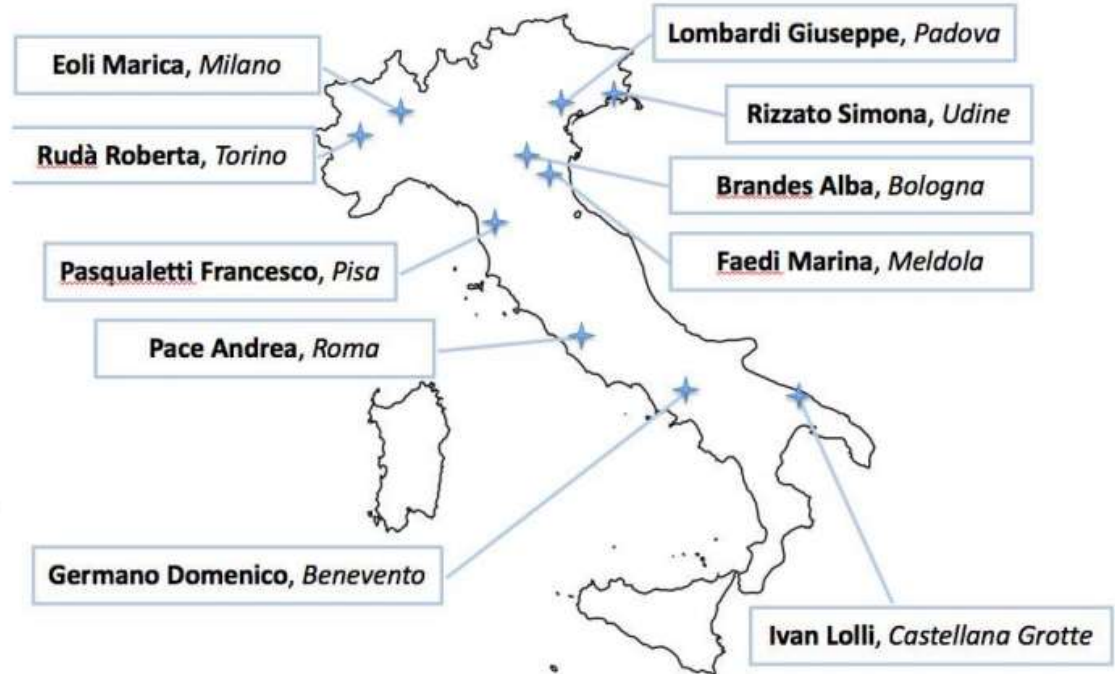 Lombardi Giuseppe, Padova
Eoli Marica, Milano
Rizzato Simona, Udine
Rudà Roberta, Torino
Brandes Alba, Bologna
Pasqualetti Francesco, Pisa
Faedi Marina, Meldola
Pace Andrea, Roma
Germano Domenico, Benevento
Ivan Lolli, Castellana Grotte